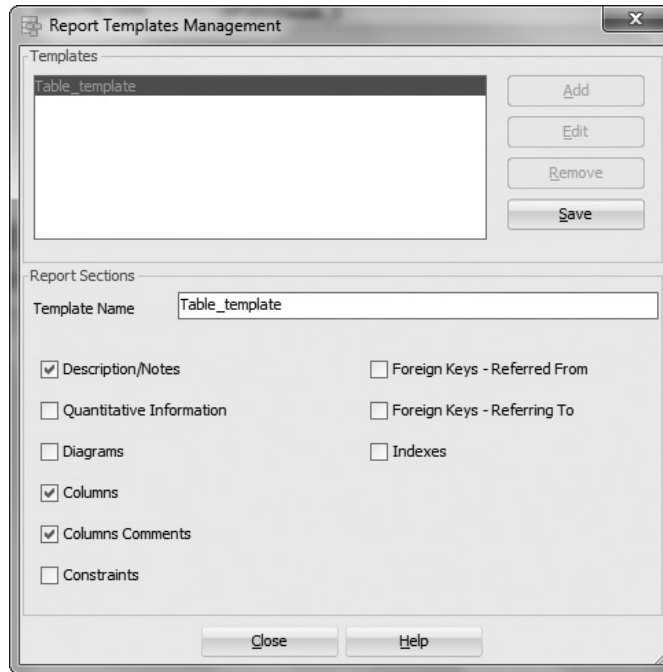 Report Templates Management
X
Templates
Table_template
Add
Edit
Remove
Save
Report Sections
Template Name
Table_template
Description/Notes
Foreign Keys - Referred From
Quantitative Information
Foreign Keys - Referring To
Diagrams
Indexes
Columns
Columns Comments
Constraints
Close
Help